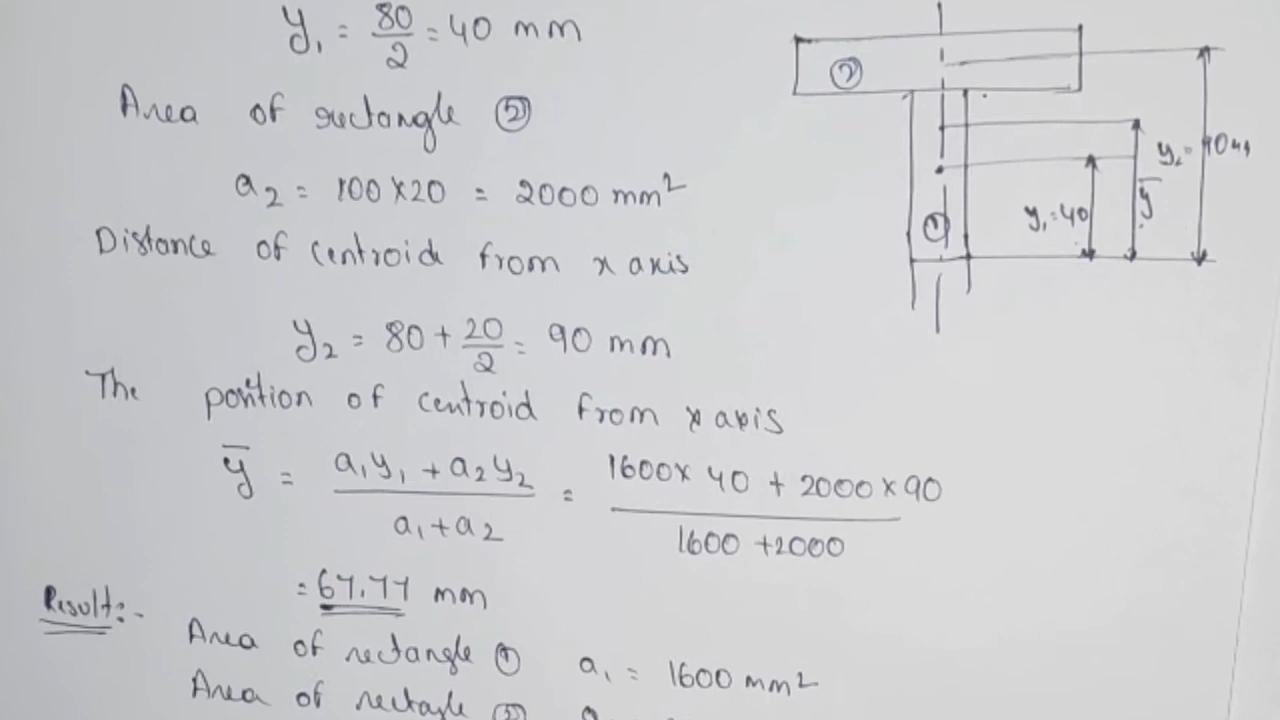 y₁ = 80/2 = 40 mm
Area of rectangle ②
a₂ = 100 × 20 = 2000 mm²
Distance of centroid from x axis
y₂ = 80 + 20/2 = 90 mm
The position of centroid from x axis
ȳ = (a₁y₁ + a₂y₂)/(a₁ + a₂) = (1600 × 40 + 2000 × 90)/(1600 + 2000)
= 67.77 mm
Result:-
Area of rectangle ① a₁ = 1600 mm²
Area of rectagle ②
②
①
y₁ = 40
ȳ
y₂ =